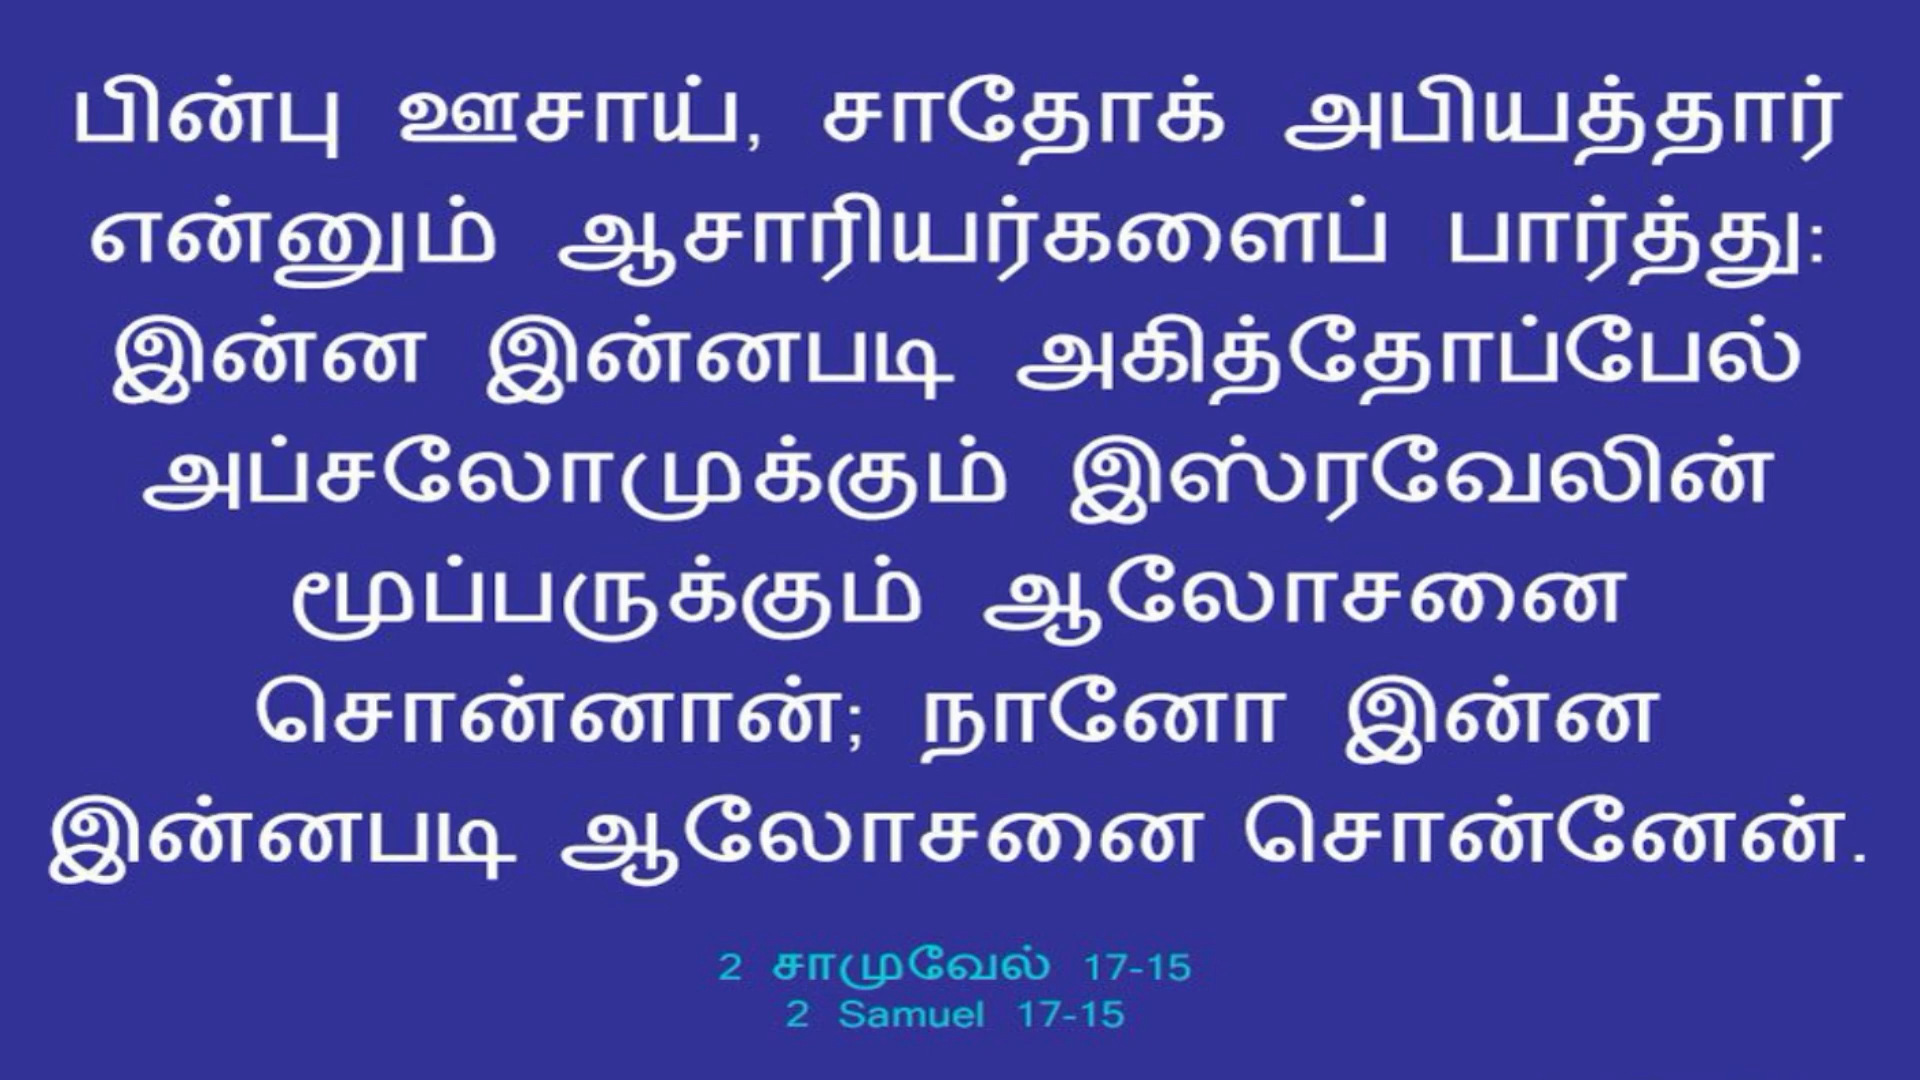 பின்பு ஊசாய், சாதோக் அபியத்தார்
என்னும் ஆசாரியர்களைப் பார்த்து:
இன்ன இன்னபடி அகித்தோப்பேல்
அப்சலோமுக்கும் இஸ்ரவேலின்
மூப்பருக்கும் ஆலோசனை
சொன்னான்; நானோ இன்ன
இன்னபடி ஆலோசனை சொன்னேன்.
2 சாமுவேல் 17-15
2 Samuel 17-15